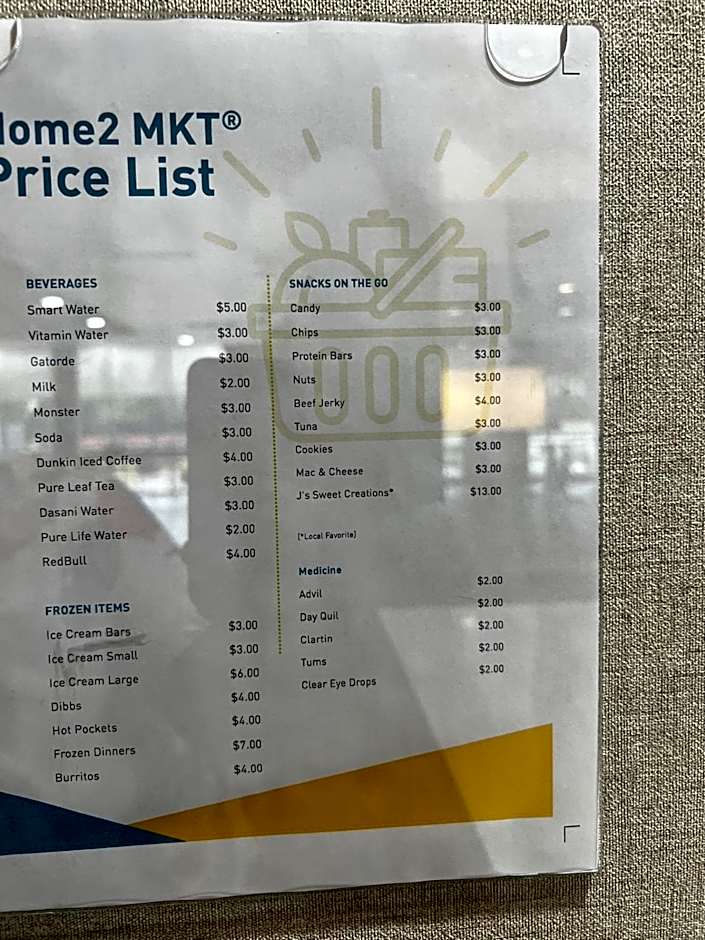 Home2 MKT®
Price List
BEVERAGES
Smart Water $5.00
Vitamin Water $3.00
Gatorde $3.00
Milk $2.00
Monster $3.00
Soda $3.00
Dunkin Iced Coffee $4.00
Pure Leaf Tea $3.00
Dasani Water $3.00
Pure Life Water $2.00
RedBull $4.00
FROZEN ITEMS
Ice Cream Bars $3.00
Ice Cream Small $3.00
Ice Cream Large $6.00
Dibbs $4.00
Hot Pockets $4.00
Frozen Dinners $7.00
Burritos $4.00
SNACKS ON THE GO
Candy $3.00
Chips $3.00
Protein Bars $3.00
Nuts $3.00
Beef Jerky $4.00
Tuna $3.00
Cookies $3.00
Mac & Cheese $3.00
J's Sweet Creations* $13.00
(*Local Favorite)
Medicine
Advil $2.00
Day Quil $2.00
Clartin $2.00
Tums $2.00
Clear Eye Drops $2.00